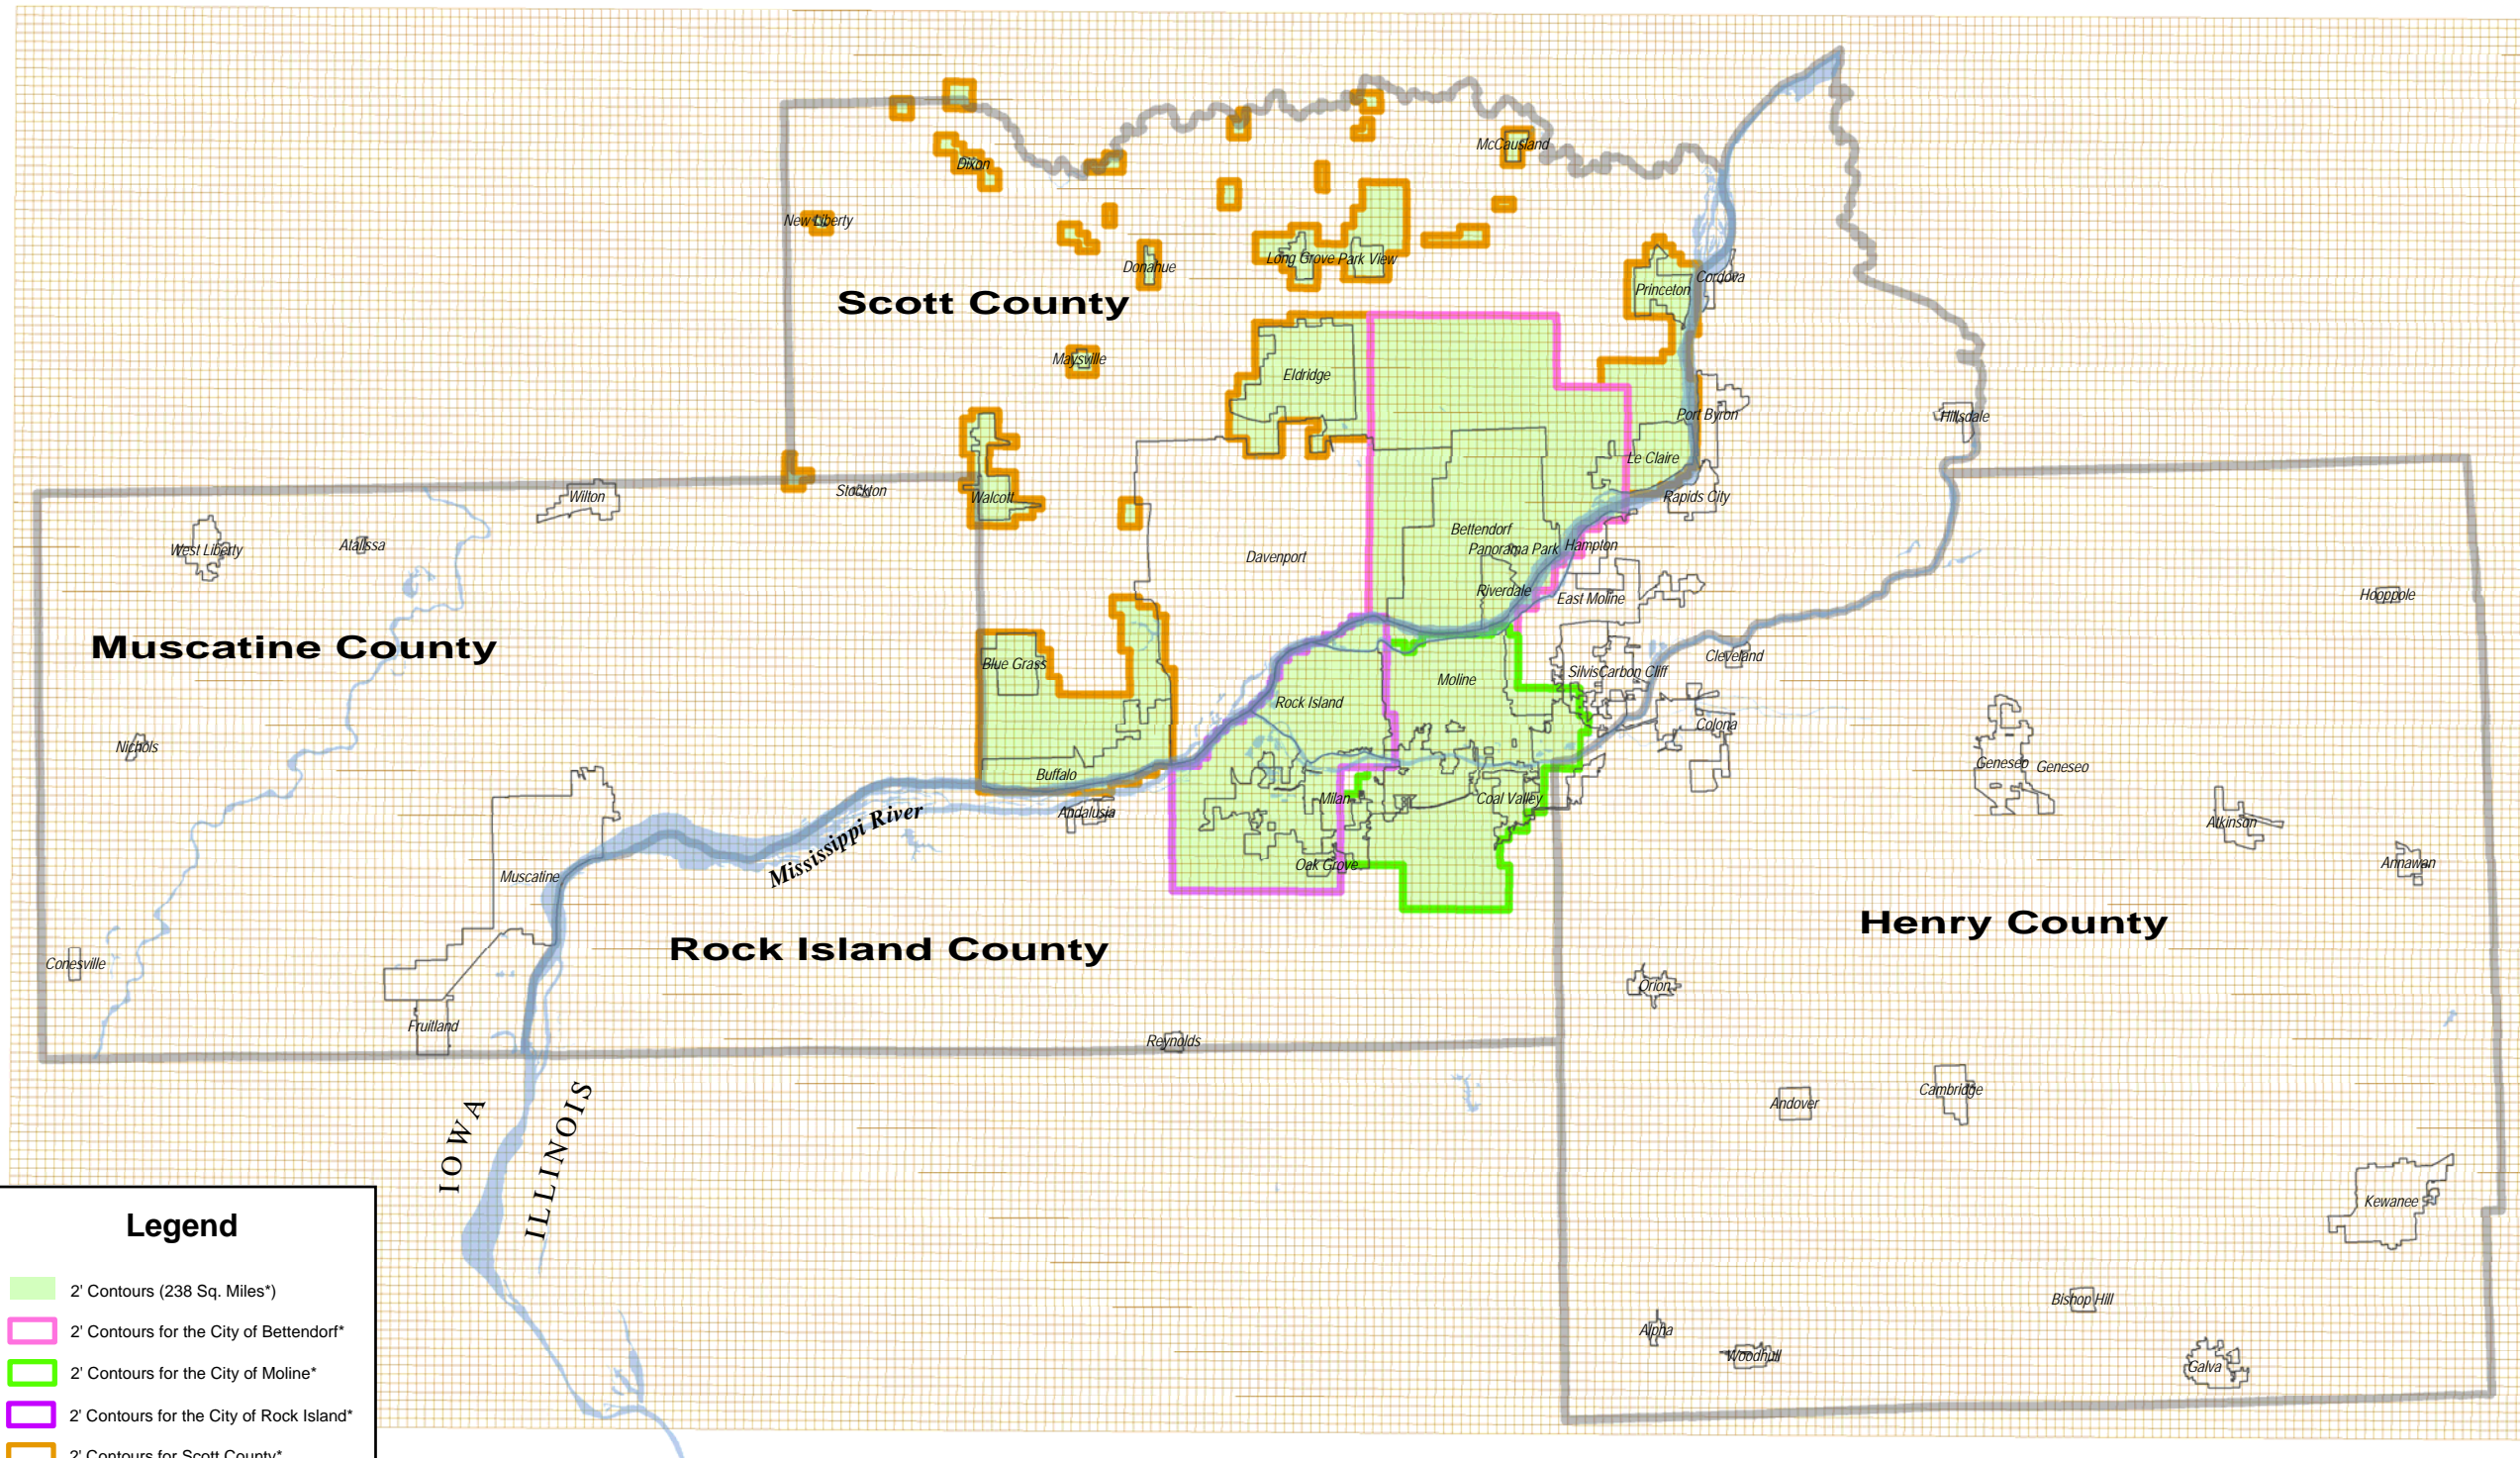 McCausland
Dixon
New Liberty
Long Grove
Park View
Donahue
Cordova
Princeton
Scott County
Maysville
Eldridge
Port Byron
Hillsdale
Le Claire
Stockton
Wilton
Walcott
Rapids City
Bettendorf
West Liberty
Atalissa
Panorama Park
Hampton
Davenport
Riverdale
East Moline
Hooppole
Muscatine County
Blue Grass
Cleveland
Silvis
Carbon Cliff
Moline
Rock Island
Colona
Nichols
Geneseo
Geneseo
Buffalo
Milan
Coal Valley
Andalusia
Atkinson
Mississippi River
Oak Grove
Annawan
Muscatine
Henry County
Rock Island County
Conesville
Orion
Fruitland
Reynolds
Cambridge
Andover
IOWA
ILLINOIS
Kewanee
Bishop Hill
Alpha
Woodhull
Galva
Legend
2' Contours (238 Sq. Miles*)
2' Contours for the City of Bettendorf*
2' Contours for the City of Moline*
2' Contours for the City of Rock Island*
2' Contours for Scott County*